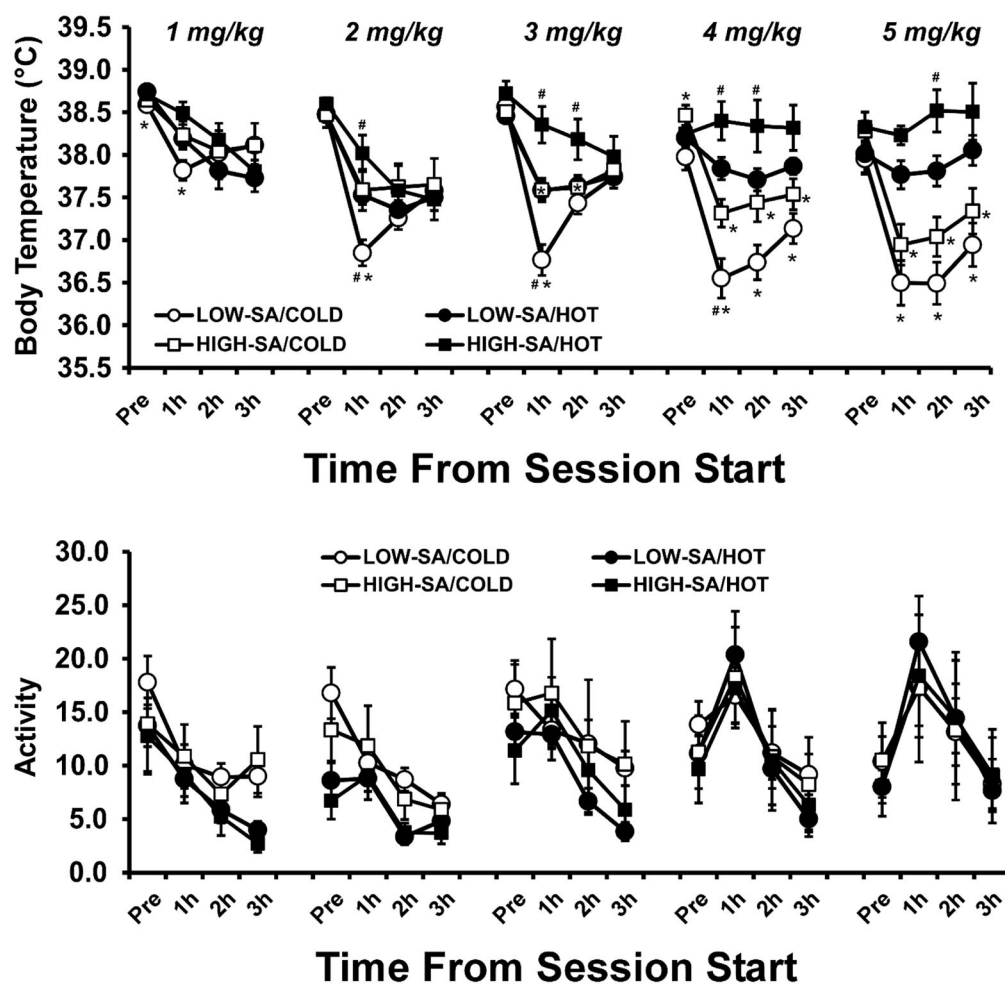 1 mg/kg 2 mg/kg 3 mg/kg 4 mg/kg 5 mg/kg
Body Temperature (°C)
39.5
39.0
38.5
38.0
37.5
37.0
36.5
36.0
35.5
* * # #* # #* * # * * # #* * # * * * * # * * * * *
LOW-SA/COLD LOW-SA/HOT
HIGH-SA/COLD HIGH-SA/HOT
Pre 1h 2h 3h Pre 1h 2h 3h Pre 1h 2h 3h Pre 1h 2h 3h Pre 1h 2h 3h
Time From Session Start
Activity
30.0
25.0
20.0
15.0
10.0
5.0
0.0
LOW-SA/COLD LOW-SA/HOT
HIGH-SA/COLD HIGH-SA/HOT
Pre 1h 2h 3h Pre 1h 2h 3h Pre 1h 2h 3h Pre 1h 2h 3h Pre 1h 2h 3h
Time From Session Start